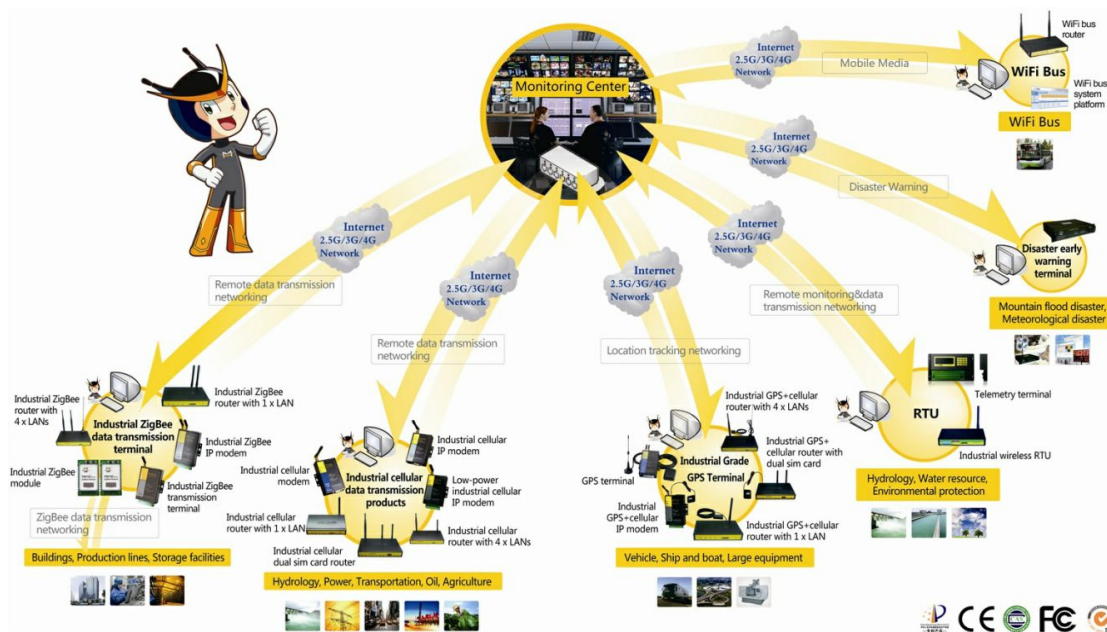 Monitoring Center
Internet
2.5G/3G/4G
Network
Mobile Media
WiFi bus
router
WiFi Bus
WiFi bus
system
platform
WiFi Bus
Internet
2.5G/3G/4G
Network
Disaster Warning
Disaster early
warning
terminal
Mountain flood disaster,
Meteorological disaster
Internet
2.5G/3G/4G
Network
Remote monitoring&data
transmission networking
Telemetry terminal
RTU
Industrial wireless RTU
Hydrology, Water resource,
Environmental protection
Internet
2.5G/3G/4G
Network
Location tracking networking
Industrial GPS+cellular
router with 4 x LANs
Industrial GPS+
cellular router with
dual sim card
Industrial Grade
GPS Terminal
GPS terminal
Industrial
GPS+cellular
IP modem
Industrial GPS+cellular
router with 1 x LAN
Vehicle, Ship and boat, Large equipment
Internet
2.5G/3G/4G
Network
Remote data transmission
networking
Industrial cellular
IP modem
Industrial cellular
modem
Low-power
industrial cellular
IP modem
Industrial cellular
data transmission
products
Industrial cellular
router with 1 x LAN
Industrial cellular
router with 4 x LANs
Industrial cellular
dual sim card router
Hydrology, Power, Transportation, Oil, Agriculture
Internet
2.5G/3G/4G
Network
Remote data transmission
networking
Industrial ZigBee
router with 1 x LAN
Industrial ZigBee
router with
4 x LANs
Industrial ZigBee
data transmission
terminal
Industrial ZigBee
IP modem
Industrial ZigBee
module
Industrial ZigBee
transmission
terminal
ZigBee data transmission
networking
Buildings, Production lines, Storage facilities
CE
FC